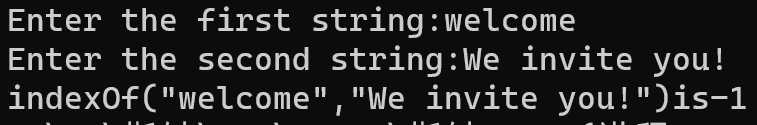 Enter the first string:welcome
Enter the second string:We invite you!
indexOf("welcome","We invite you!")is-1